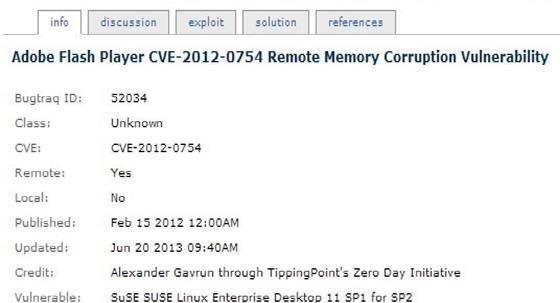 info discussion exploit solution references
Adobe Flash Player CVE-2012-0754 Remote Memory Corruption Vulnerability
Bugtraq ID: 52034
Class: Unknown
CVE: CVE-2012-0754
Remote: Yes
Local: No
Published: Feb 15 2012 12:00AM
Updated: Jun 20 2013 09:40AM
Credit: Alexander Gavrun through TippingPoint's Zero Day Initiative
Vulnerable: SuSE SUSE Linux Enterprise Desktop 11 SP1 for SP2